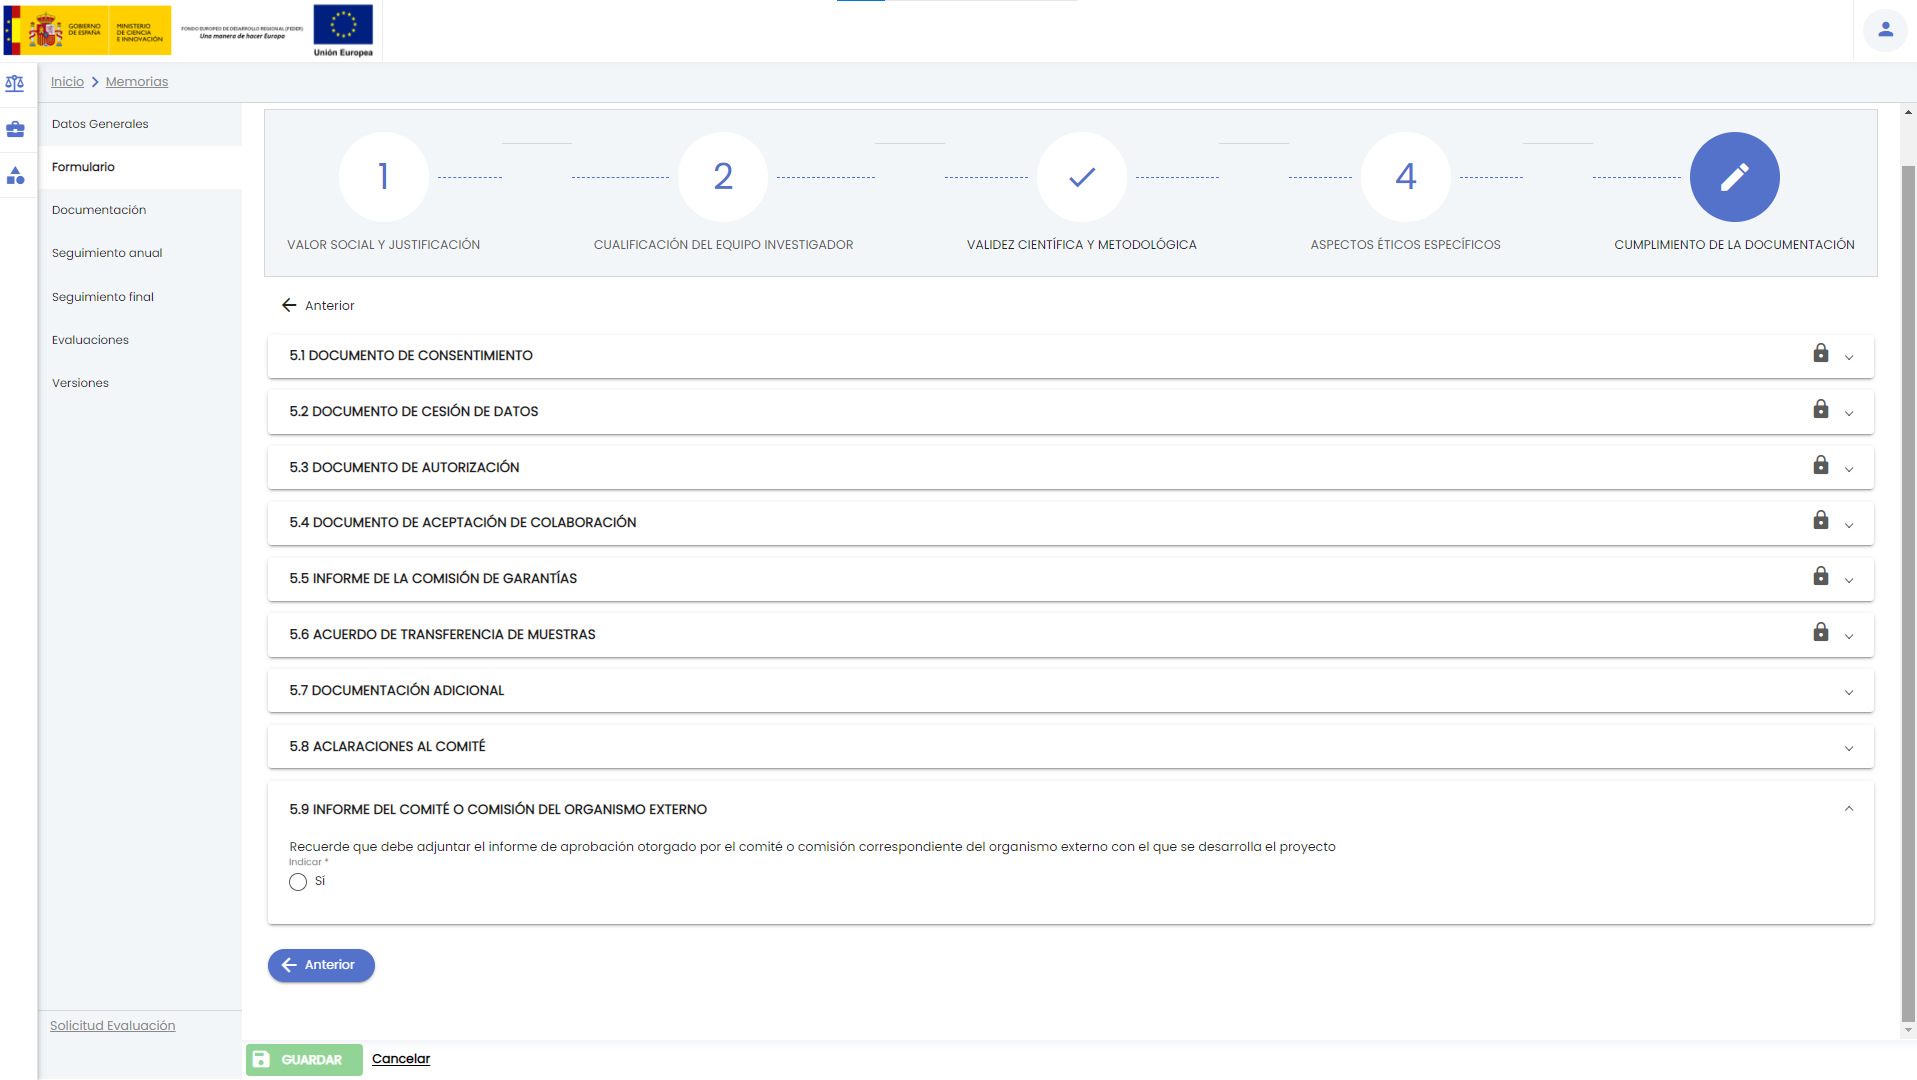 GOBIERNO
DE ESPAÑA
MINISTERIO
DE CIENCIA
E INNOVACIÓN
FONDO EUROPEO DE DESARROLLO REGIONAL (FEDER)
Una manera de hacer Europa
Unión Europea
Inicio
Memorias
Datos Generales
Formulario
Documentación
Seguimiento anual
Seguimiento final
Evaluaciones
Versiones
Solicitud Evaluación
1
2
4
VALOR SOCIAL Y JUSTIFICACIÓN
CUALIFICACIÓN DEL EQUIPO INVESTIGADOR
VALIDEZ CIENTÍFICA Y METODOLÓGICA
ASPECTOS ÉTICOS ESPECÍFICOS
CUMPLIMIENTO DE LA DOCUMENTACIÓN
Anterior
5.1 DOCUMENTO DE CONSENTIMIENTO
5.2 DOCUMENTO DE CESIÓN DE DATOS
5.3 DOCUMENTO DE AUTORIZACIÓN
5.4 DOCUMENTO DE ACEPTACIÓN DE COLABORACIÓN
5.5 INFORME DE LA COMISIÓN DE GARANTÍAS
5.6 ACUERDO DE TRANSFERENCIA DE MUESTRAS
5.7 DOCUMENTACIÓN ADICIONAL
5.8 ACLARACIONES AL COMITÉ
5.9 INFORME DEL COMITÉ O COMISIÓN DEL ORGANISMO EXTERNO
Recuerde que debe adjuntar el informe de aprobación otorgado por el comité o comisión correspondiente del organismo externo con el que se desarrolla el proyecto
Indicar *
Sí
Anterior
GUARDAR
Cancelar